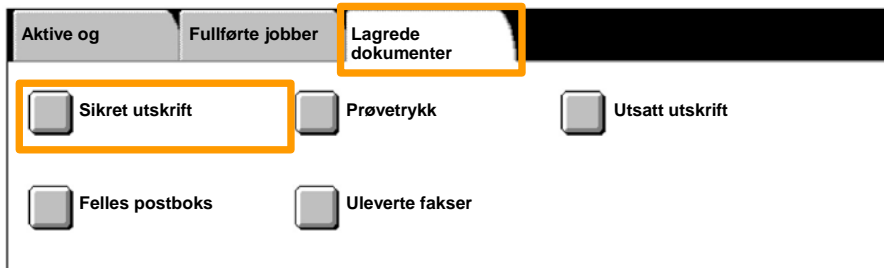 Aktive og
Fullførte jobber
Lagrede
dokumenter
Sikret utskrift
Prøvetrykk
Utsatt utskrift
Felles postboks
Uleverte fakser